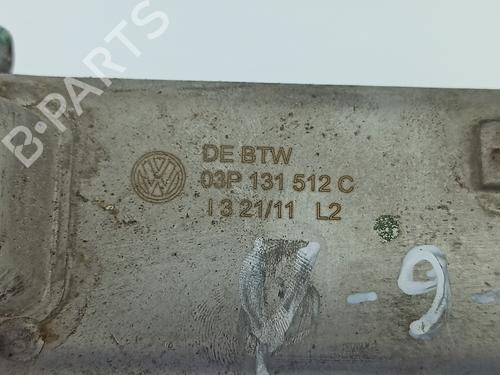 B-PARTS
DE BTW
03P 131 512 C
I 3 21/11 L2
- 9 -